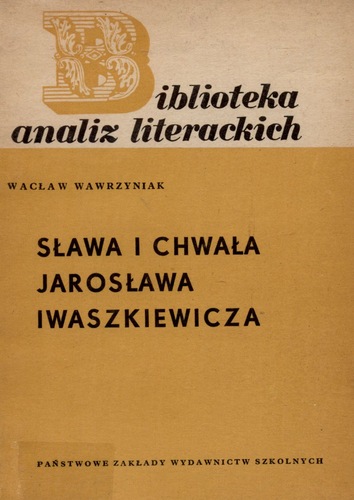 Biblioteka
analiz literackich
WACŁAW WAWRZYNIAK
SŁAWA I CHWAŁA
JAROSŁAWA
IWASZKIEWICZA
PAŃSTWOWE ZAKŁADY WYDAWNICTW SZKOLNYCH